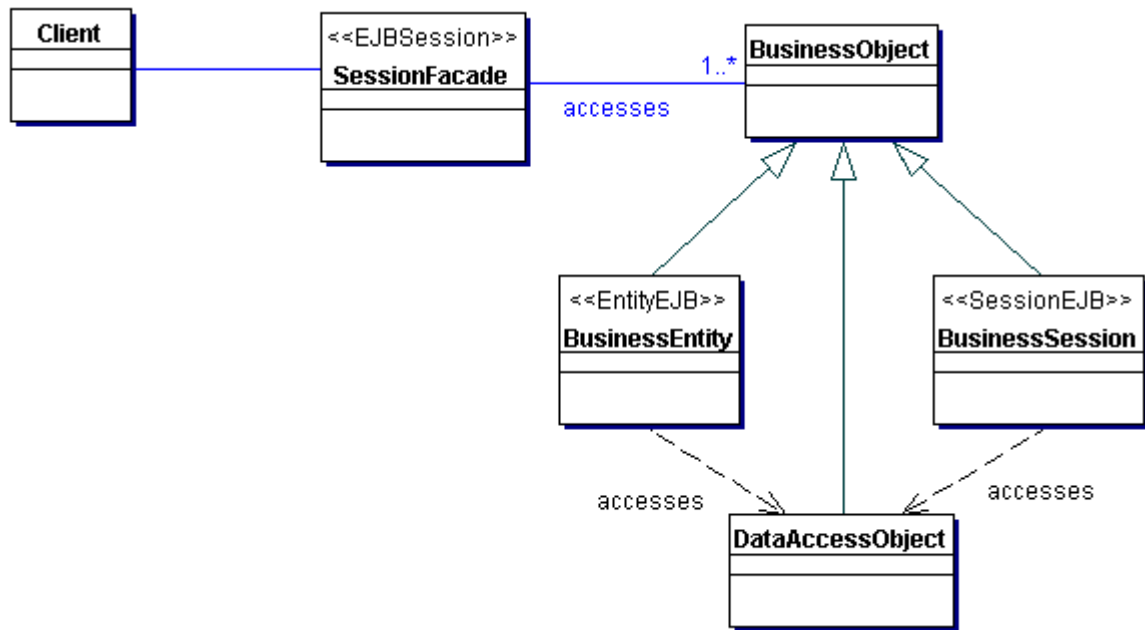 Client
<<EJBSession>>
SessionFacade
1..*
accesses
BusinessObject
<<EntityEJB>>
BusinessEntity
<<SessionEJB>>
BusinessSession
accesses
accesses
DataAccessObject